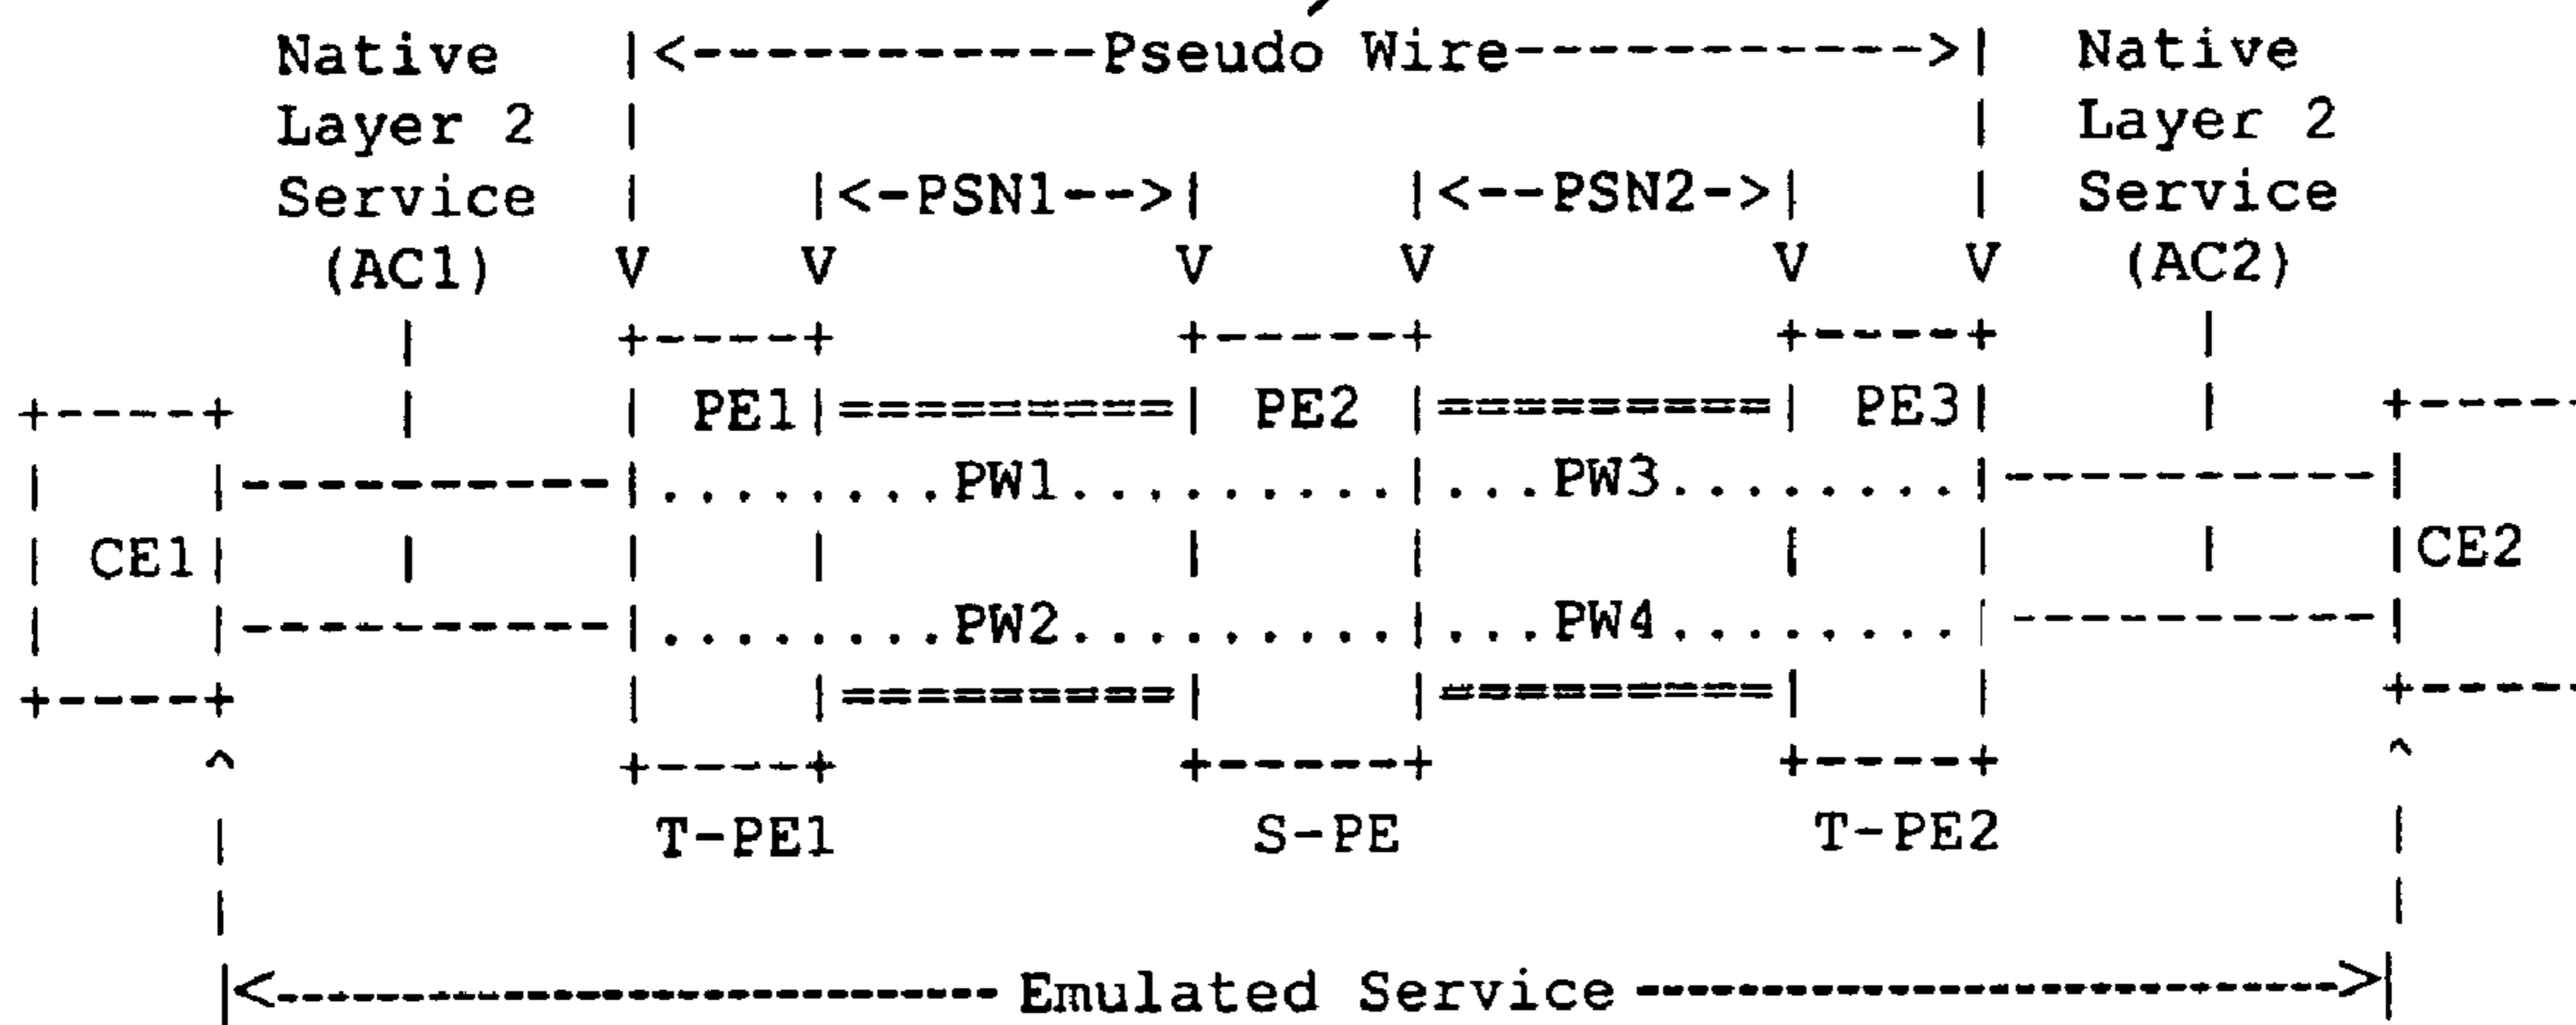 Native |<-----------Pseudo Wire----------->| Native
Layer 2 | | Layer 2
Service | |<-PSN1-->| |<--PSN2->| | Service
(AC1) V V V V V V (AC2)
| +-----+ +------+ +-----+ |
+-----+ | | PE1|=========| PE2 |=========| PE3| | +-----
| |----------|........PW1.........|...PW3........|----------|
| CE1| | | | | | | | | |CE2
| |----------|........PW2.........|...PW4........|----------|
+-----+ | |=========| |=========| | +-----
^ +-----+ +------+ +-----+ ^
| T-PE1 S-PE T-PE2 |
| |
|<---------------------- Emulated Service ---------------------->|